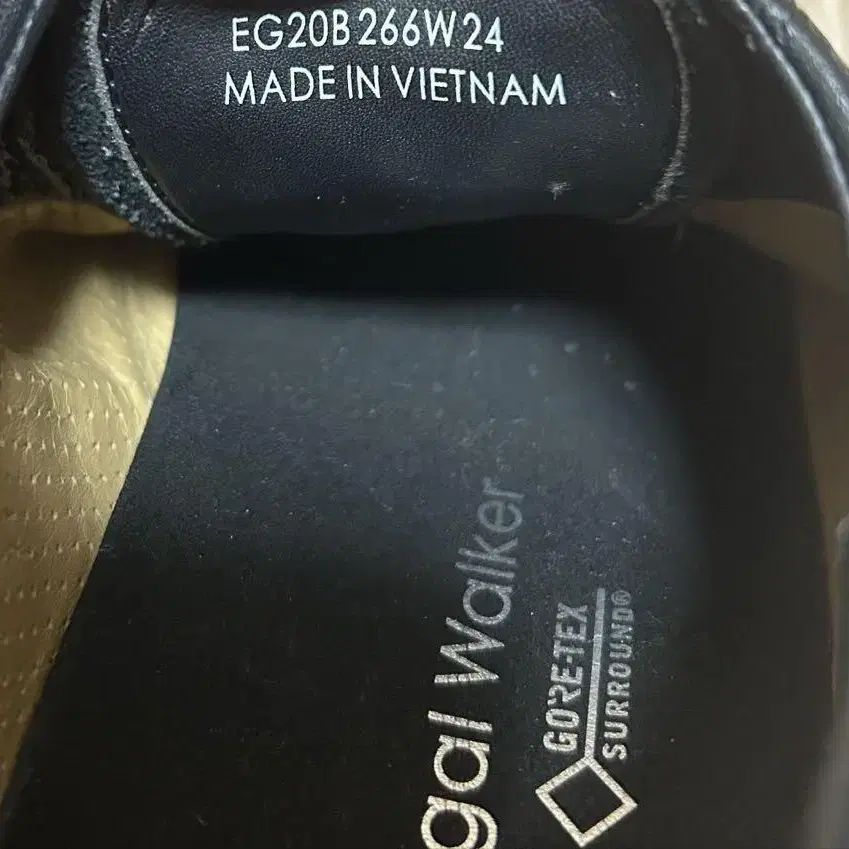 EG20B 266W 24
MADE IN VIETNAM
gal Walker
GORE-TEX
SURROUND®